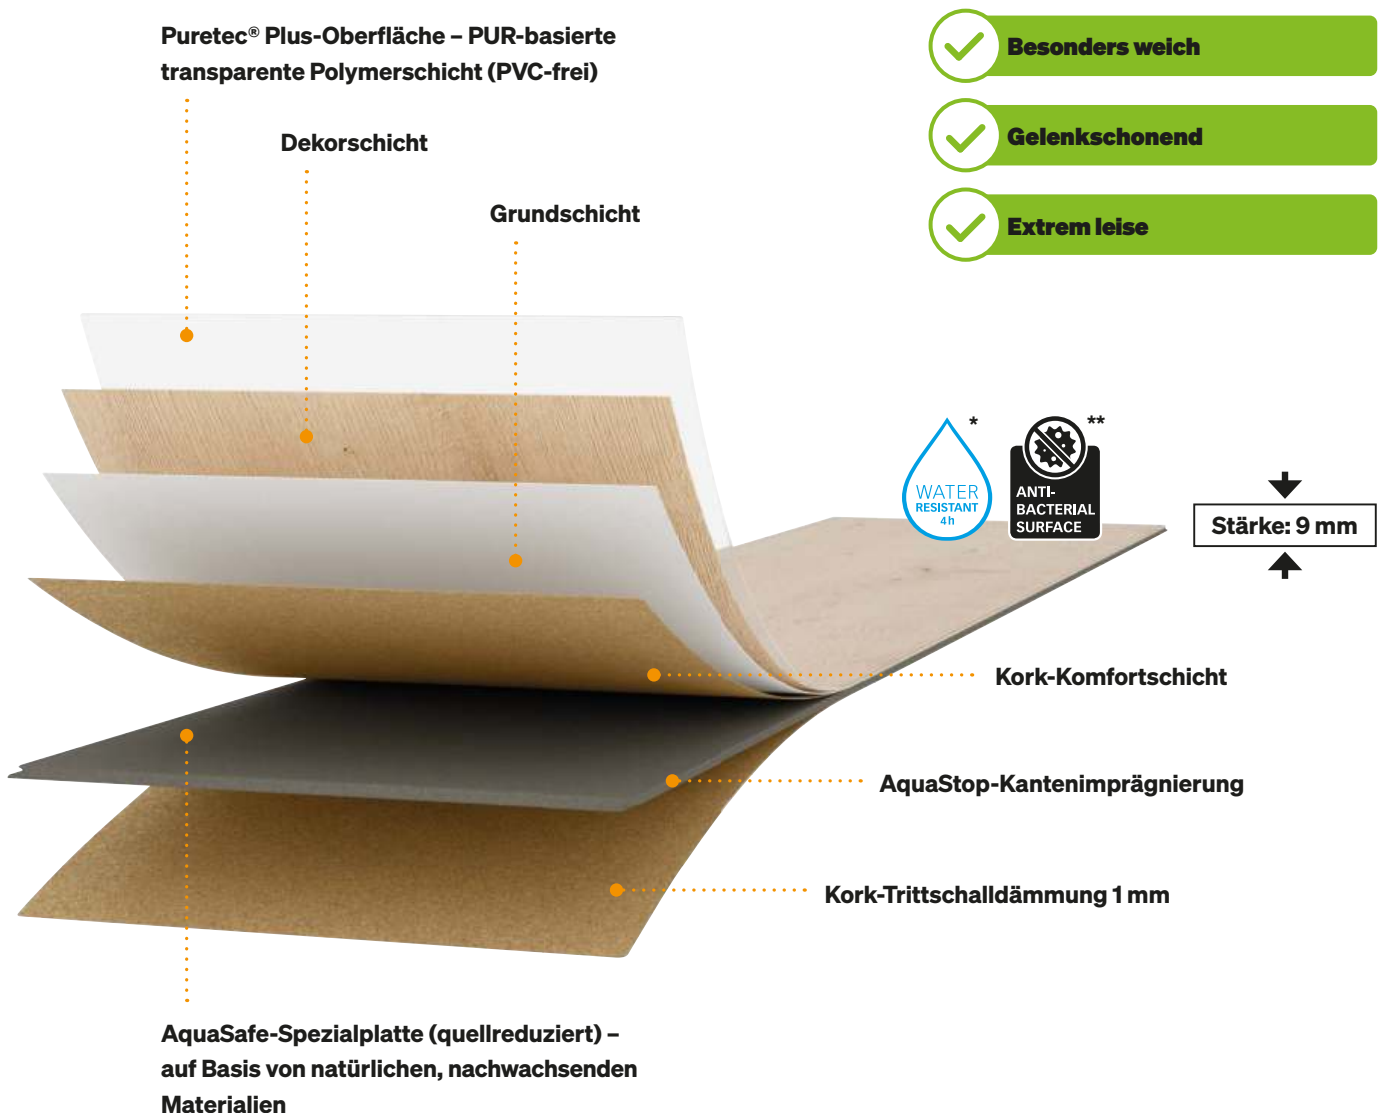 Puretec® Plus-Oberfläche – PUR-basierte
transparente Polymerschicht (PVC-frei)
Dekorschicht
Grundschicht
Besonders weich
Gelenkschonend
Extrem leise
*
WATER
RESISTANT
4 h
**
ANTI-
BACTERIAL
SURFACE
Stärke: 9 mm
Kork-Komfortschicht
AquaStop-Kantenimprägnierung
Kork-Trittschalldämmung 1 mm
AquaSafe-Spezialplatte (quellreduziert) –
auf Basis von natürlichen, nachwachsenden
Materialien